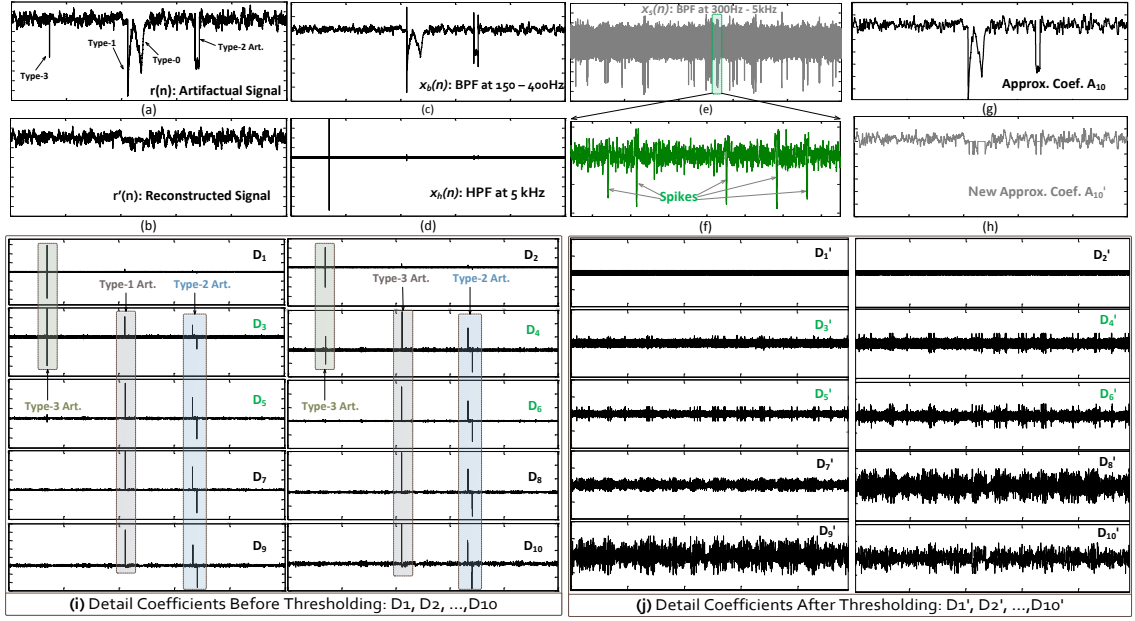 Type-1
Type-0
Type-2 Art.
Type-3
r(n): Artifactual Signal
(a)
r'(n): Reconstructed Signal
(b)
xb(n): BPF at 150 – 400Hz
(c)
xh(n): HPF at 5 kHz
(d)
xs(n): BPF at 300Hz - 5kHz
(e)
Spikes
(f)
Approx. Coef. A10
(g)
New Approx. Coef. A10'
(h)
D1
D2
Type-1 Art.
Type-2 Art.
Type-3 Art.
Type-2 Art.
D3
D4
Type-3 Art.
Type-3 Art.
D5
D6
D7
D8
D9
D10
(i) Detail Coefficients Before Thresholding: D1, D2, ...,D10
D1'
D2'
D3'
D4'
D5'
D6'
D7'
D8'
D9'
D10'
(j) Detail Coefficients After Thresholding: D1', D2', ...,D10'